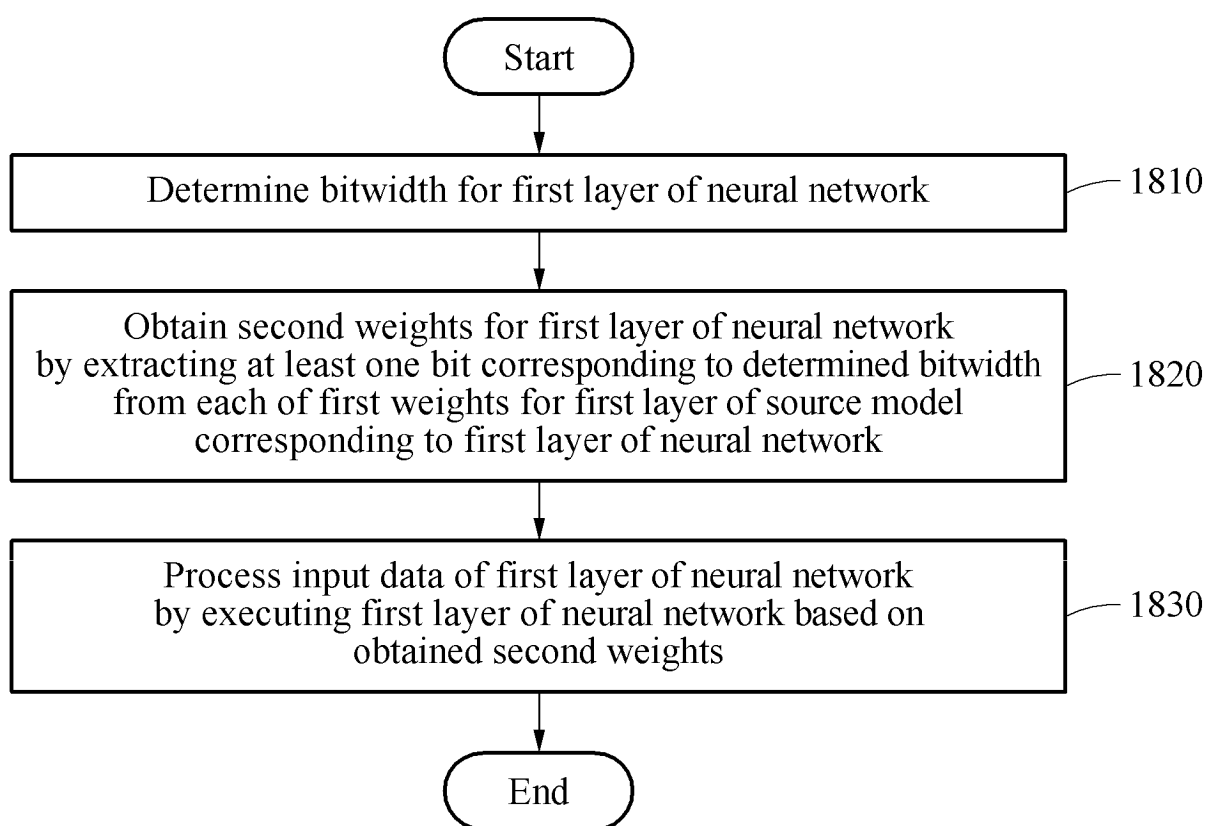 Start
Determine bitwidth for first layer of neural network
1810
Obtain second weights for first layer of neural network
by extracting at least one bit corresponding to determined bitwidth
from each of first weights for first layer of source model
corresponding to first layer of neural network
1820
Process input data of first layer of neural network
by executing first layer of neural network based on
obtained second weights
1830
End